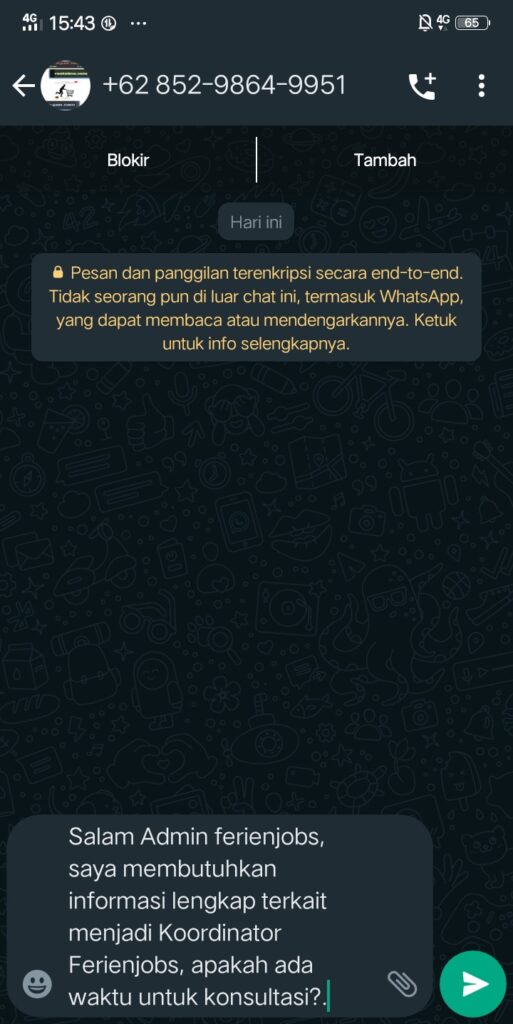 4G 15:43 ...
4G 65
+62 852-9864-9951
Blokir
Tambah
Hari ini
Pesan dan panggilan terenkripsi secara end-to-end.
Tidak seorang pun di luar chat ini, termasuk WhatsApp,
yang dapat membaca atau mendengarkannya. Ketuk
untuk info selengkapnya.
Salam Admin ferienjobs,
saya membutuhkan
informasi lengkap terkait
menjadi Koordinator
Ferienjobs, apakah ada
waktu untuk konsultasi?.